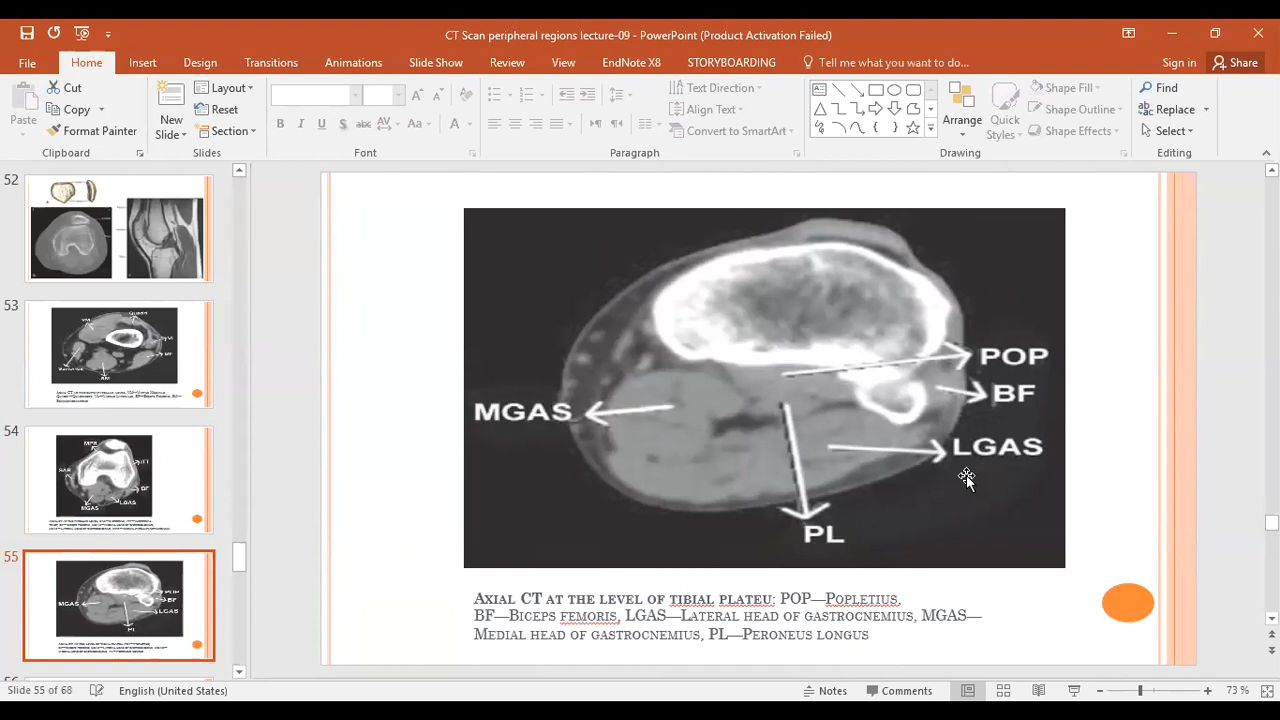 CT Scan peripheral regions lecture-09 - PowerPoint (Product Activation Failed)
File Home Insert Design Transitions Animations Slide Show Review View EndNote X8 STORYBOARDING Tell me what you want to do... Sign in Share
Paste
Cut
Copy
Format Painter
New Slide
Layout
Reset
Section
B I U S abc AV Aa A
Text Direction
Align Text
Convert to SmartArt
Arrange
Quick Styles
Shape Fill
Shape Outline
Shape Effects
Find
Replace
Select
Clipboard Slides Font Paragraph Drawing Editing
52
53
54
55
POP
BF
MGAS
LGAS
PL
Axial CT at the level of tibial plateu: POP—Popletius,
BF—Biceps femoris, LGAS—Lateral head of gastrocnemius, MGAS—
Medial head of gastrocnemius, PL—Peroneus longus
Slide 55 of 68 English (United States) Notes Comments 73 %